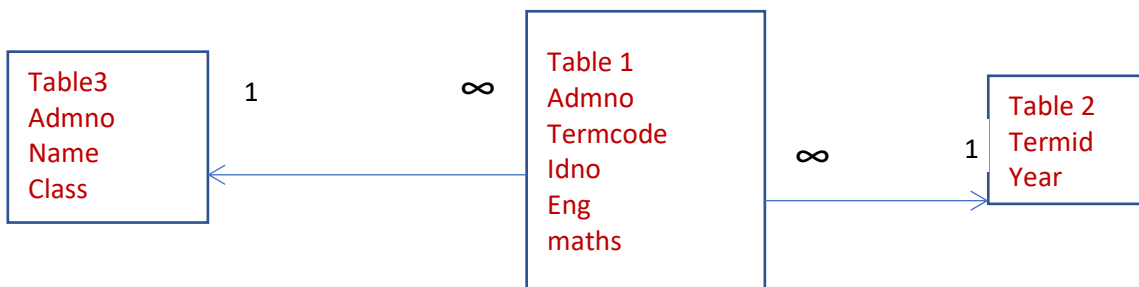 Table3
Admno
Name
Class
1
∞
Table 1
Admno
Termcode
Idno
Eng
maths
∞
1
Table 2
Termid
Year